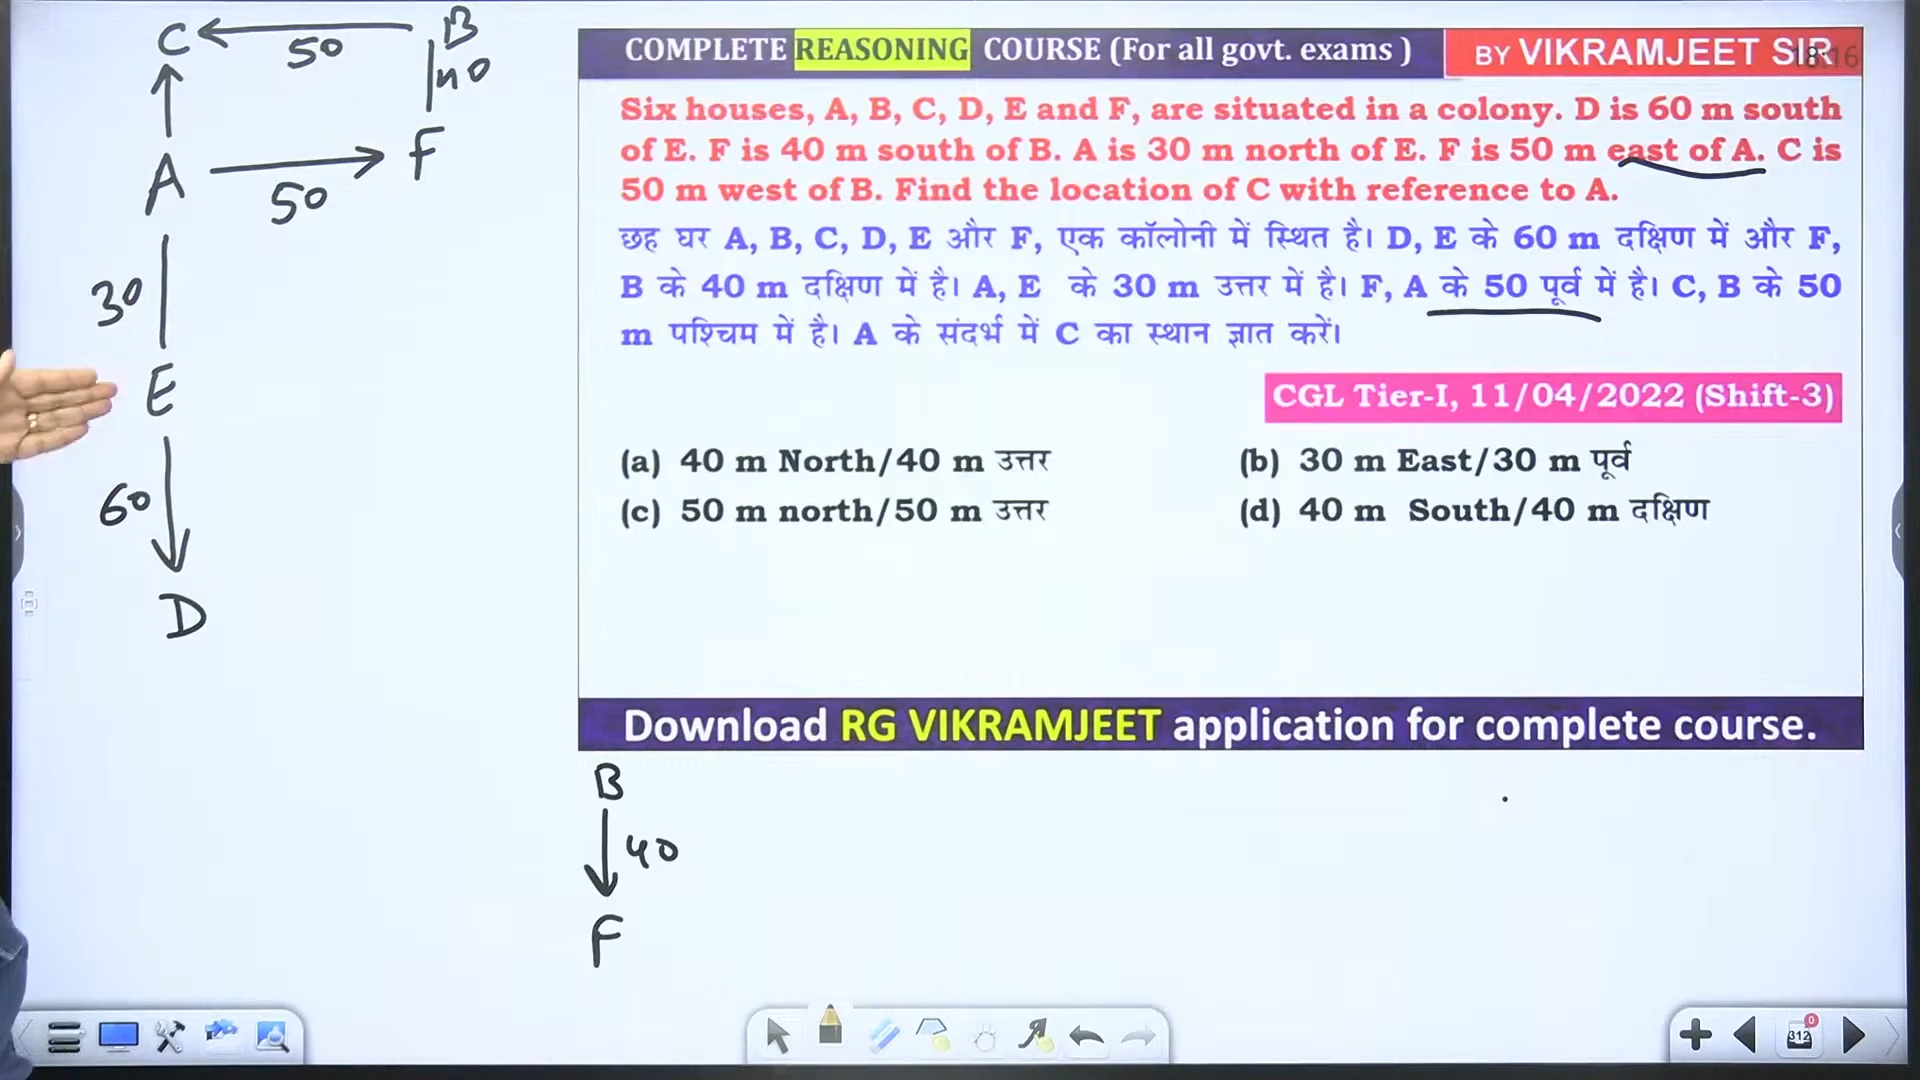 C
50
B
40
A
50
F
30
E
60
D
COMPLETE REASONING COURSE (For all govt. exams )
BY VIKRAMJEET SIR
18:16
Six houses, A, B, C, D, E and F, are situated in a colony. D is 60 m south
of E. F is 40 m south of B. A is 30 m north of E. F is 50 m east of A. C is
50 m west of B. Find the location of C with reference to A.
छह घर A, B, C, D, E और F, एक कॉलोनी में स्थित है। D, E के 60 m दक्षिण में और F,
B के 40 m दक्षिण में है। A, E के 30 m उत्तर में है। F, A के 50 पूर्व में है। C, B के 50
m पश्चिम में है। A के संदर्भ में C का स्थान ज्ञात करें।
CGL Tier-I, 11/04/2022 (Shift-3)
(a) 40 m North/40 m उत्तर
(b) 30 m East/30 m पूर्व
(c) 50 m north/50 m उत्तर
(d) 40 m South/40 m दक्षिण
Download RG VIKRAMJEET application for complete course.
B
40
F
312
0